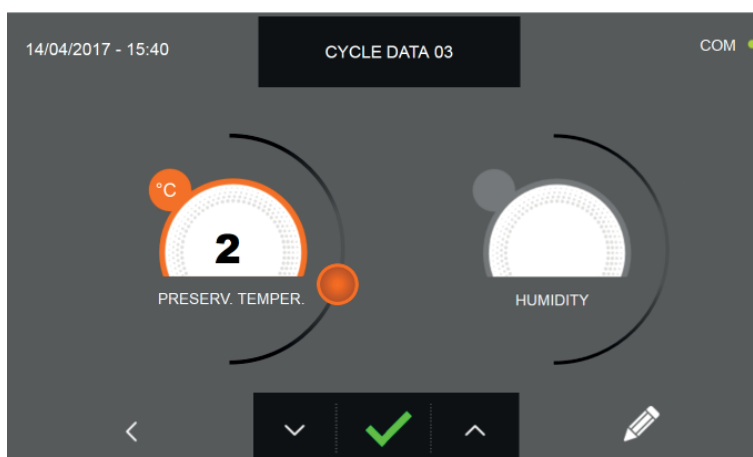 14/04/2017 - 15:40
CYCLE DATA 03
COM
°C
2
PRESERV. TEMPER.
HUMIDITY